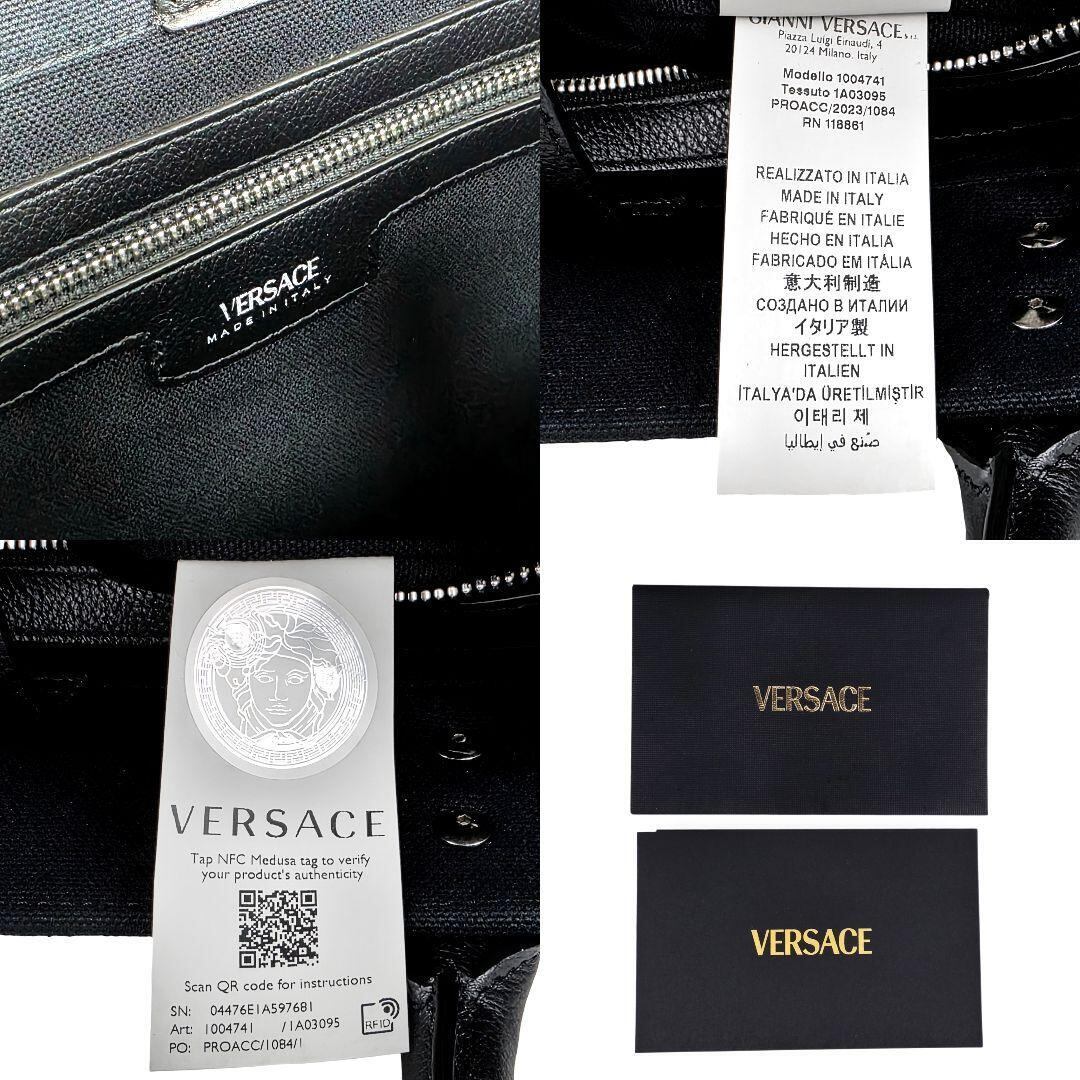 VERSACE
MADE IN ITALY
GIANNI VERSACE S.r.l.
Piazza Luigi Einaudi, 4
20124 Milano, Italy
Modello 1004741
Tessuto 1A03095
PROACC/2023/1084
RN 118861
REALIZZATO IN ITALIA
MADE IN ITALY
FABRIQUÉ EN ITALIE
HECHO EN ITALIA
FABRICADO EM ITÁLIA
意大利制造
СОЗДАНО В ИТАЛИИ
イタリア製
HERGESTELLT IN
ITALIEN
İTALYA'DA ÜRETİLMİŞTİR
이태리 제
صنع في إيطاليا
VERSACE
Tap NFC Medusa tag to verify
your product's authenticity
Scan QR code for instructions
SN: 04476E1A597681
Art: 1004741 /1A03095
PO: PROACC/1084/1
RFID
VERSACE
VERSACE